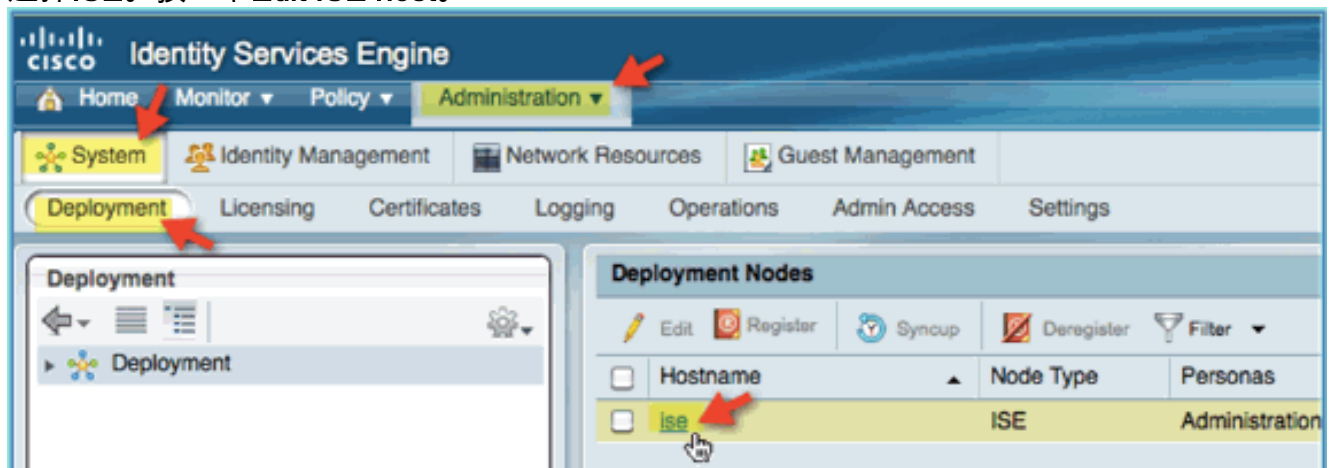 cisco Identity Services Engine
Home Monitor Policy Administration
System Identity Management Network Resources Guest Management
Deployment Licensing Certificates Logging Operations Admin Access Settings
Deployment
Deployment
Deployment Nodes
Edit Register Syncup Deregister Filter
Hostname Node Type Personas
ise ISE Administration